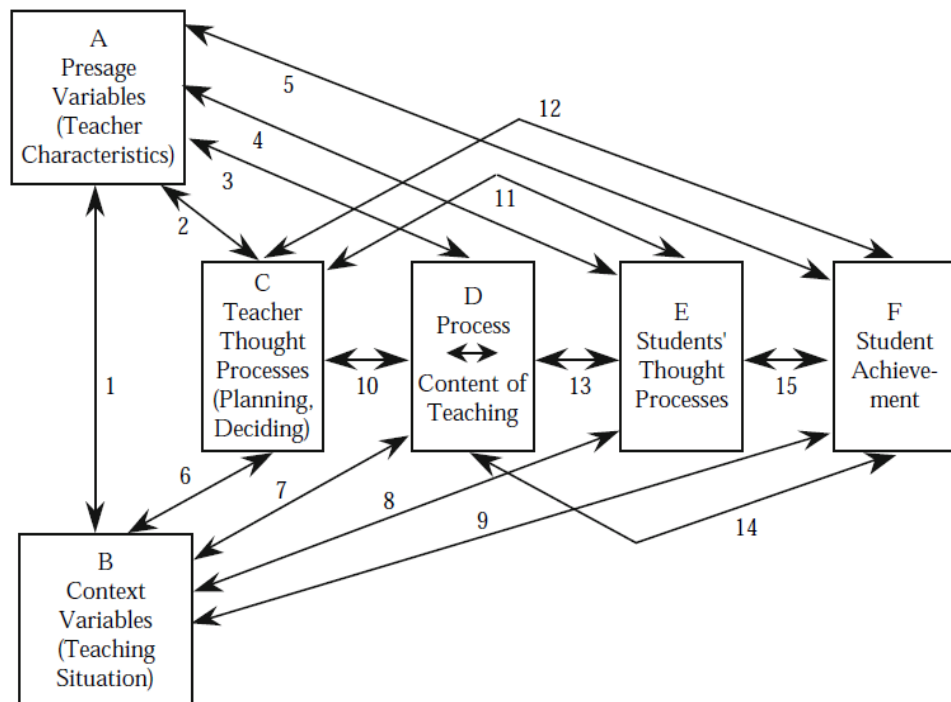 A
Presage
Variables
(Teacher
Characteristics)
5
12
4
3
11
2
C
Teacher
Thought
Processes
(Planning,
Deciding)
D
Process
Content of
Teaching
E
Students'
Thought
Processes
F
Student
Achieve-
ment
1
10
13
15
6
7
8
9
14
B
Context
Variables
(Teaching
Situation)